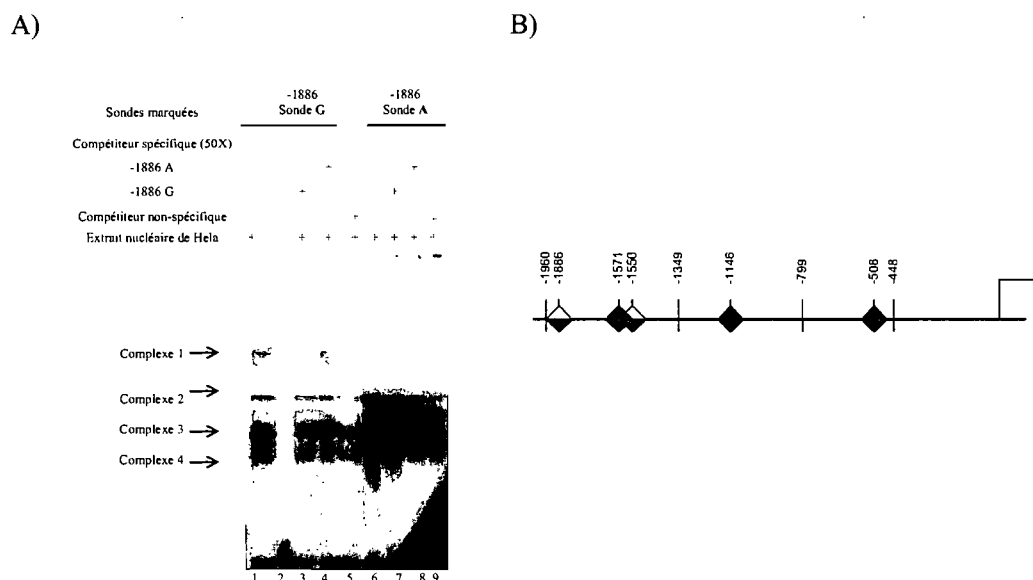 A)
B)
Sondes marquées
-1886
Sonde G
-1886
Sonde A
Compétiteur spécifique (50X)
-1886 A
+ +
-1886 G
+ +
Compétiteur non-spécifique
+ +
Extrait nucléaire de Hela
+ + + + + + + +
Complexe 1
Complexe 2
Complexe 3
Complexe 4
1 2 3 4 5 6 7 8 9
-1960
-1886
-1571
-1550
-1349
-1146
-799
-508
-448